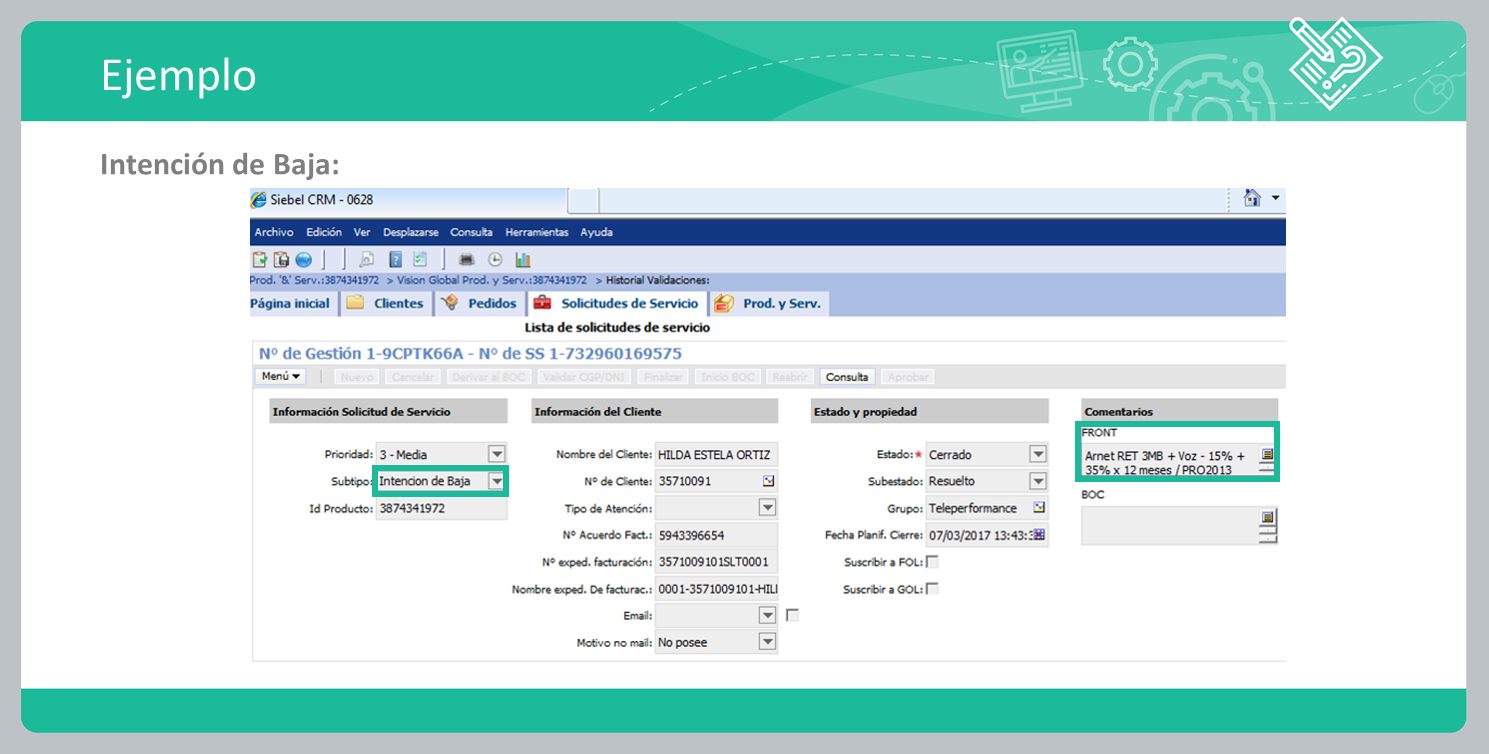 Ejemplo
Intención de Baja:
Siebel CRM - 0628
Archivo Edición Ver Desplazarse Consulta Herramientas Ayuda
Prod. '&' Serv.:3874341972 > Vision Global Prod. y Serv.:3874341972 > Historial Validaciones:
Página inicial Clientes Pedidos Solicitudes de Servicio Prod. y Serv.
Lista de solicitudes de servicio
Nº de Gestión 1-9CPTK66A - Nº de SS 1-732960169575
Menú Nuevo Cancelar Derivar al BOC Validar CGP/DNI Finalizar Inicio BOC Reabrir Consulta Aprobar
Información Solicitud de Servicio Información del Cliente Estado y propiedad Comentarios
FRONT
Prioridad: 3 - Media Nombre del Cliente: HILDA ESTELA ORTIZ Estado:* Cerrado Arnet RET 3MB + Voz - 15% +
35% x 12 meses / PRO2013
Subtipo: Intencion de Baja Nº de Cliente: 35710091 Subestado: Resuelto
BOC
Id Producto: 3874341972 Tipo de Atención: Grupo: Teleperformance
Nº Acuerdo Fact.: 5943396654 Fecha Planif. Cierre: 07/03/2017 13:43:3
Nº exped. facturación: 3571009101SLT0001 Suscribir a FOL:
Nombre exped. De facturac.: 0001-3571009101-HIL Suscribir a GOL:
Email:
Motivo no mail: No posee